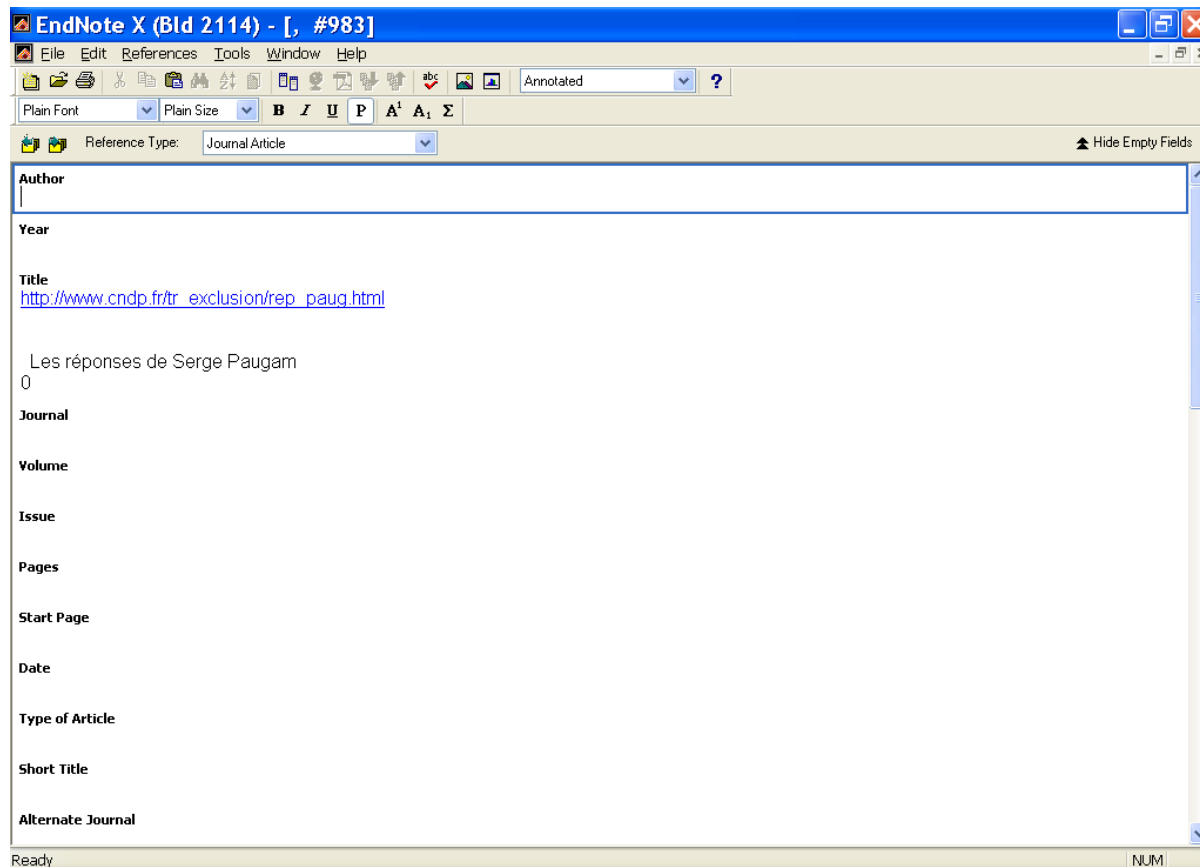 EndNote X (Bld 2114) - [, #983]
File Edit References Tools Window Help
Annotated
?
Plain Font Plain Size B I U P A¹ A₁ Σ
Reference Type: Journal Article Hide Empty Fields
Author
Year
Title
http://www.cndp.fr/tr_exclusion/rep_paug.html
Les réponses de Serge Paugam
0
Journal
Volume
Issue
Pages
Start Page
Date
Type of Article
Short Title
Alternate Journal
Ready NUM